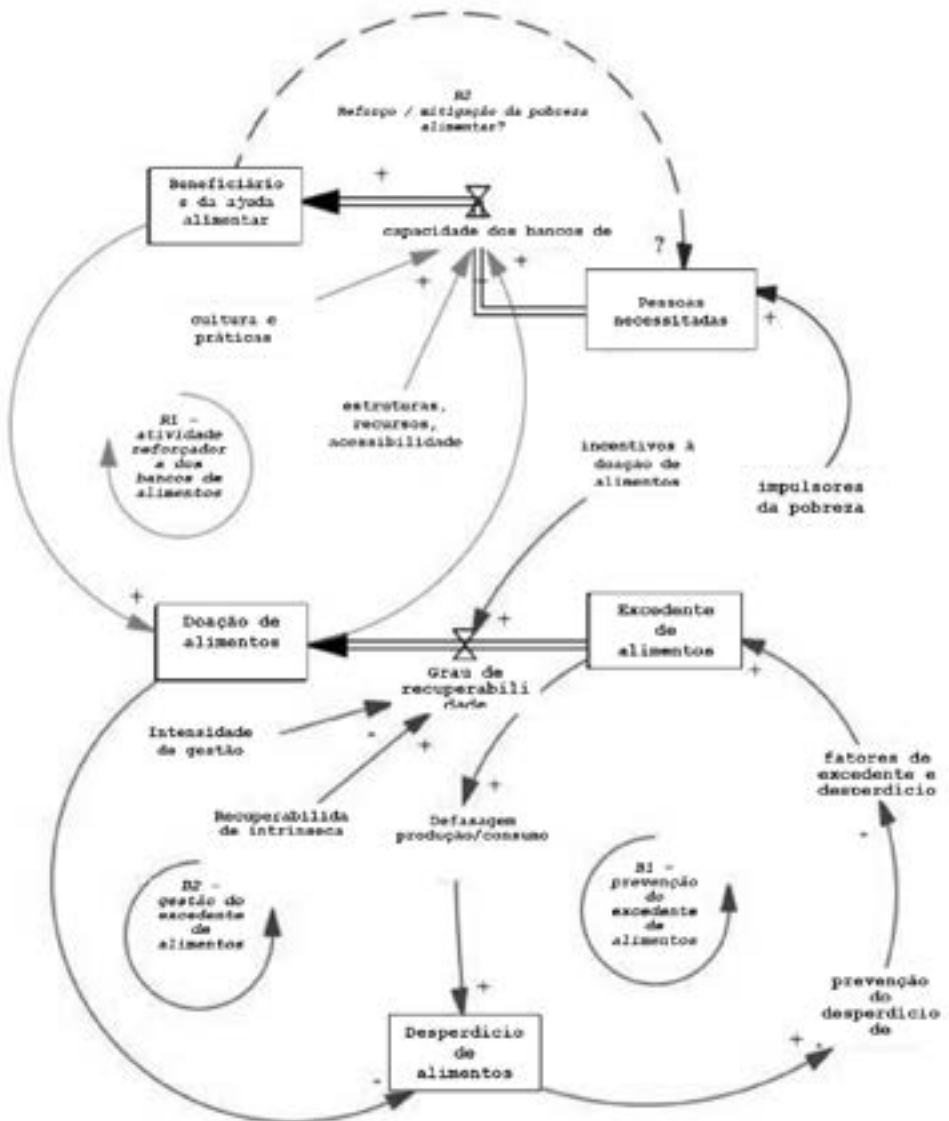 R2
Reforço / mitigação da pobreza
alimentar?
+
Beneficiário
s da ajuda
alimentar
capacidade dos bancos de
+
+
+
?
Pessoas
necessitadas
+
cultura e
práticas
estruturas,
recursos,
acessibilidade
R1 -
atividade
reforçador
a dos
bancos de
alimentos
incentivos à
doação de
alimentos
impulsores
da pobreza
+
Doação de
alimentos
+
Excedente
de
alimentos
+
Grau de
recuperabili
dade
-
+
Intensidade
de gestão
Recuperabilida
de intrínseca
+
Defasagem
produção/consumo
fatores de
excedente e
desperdício
-
B2 -
gestão do
excedente
de
alimentos
B1 -
prevenção
do
excedente
de
alimentos
+
prevenção
do
desperdício
de
+ -
Desperdício
de
alimentos
-